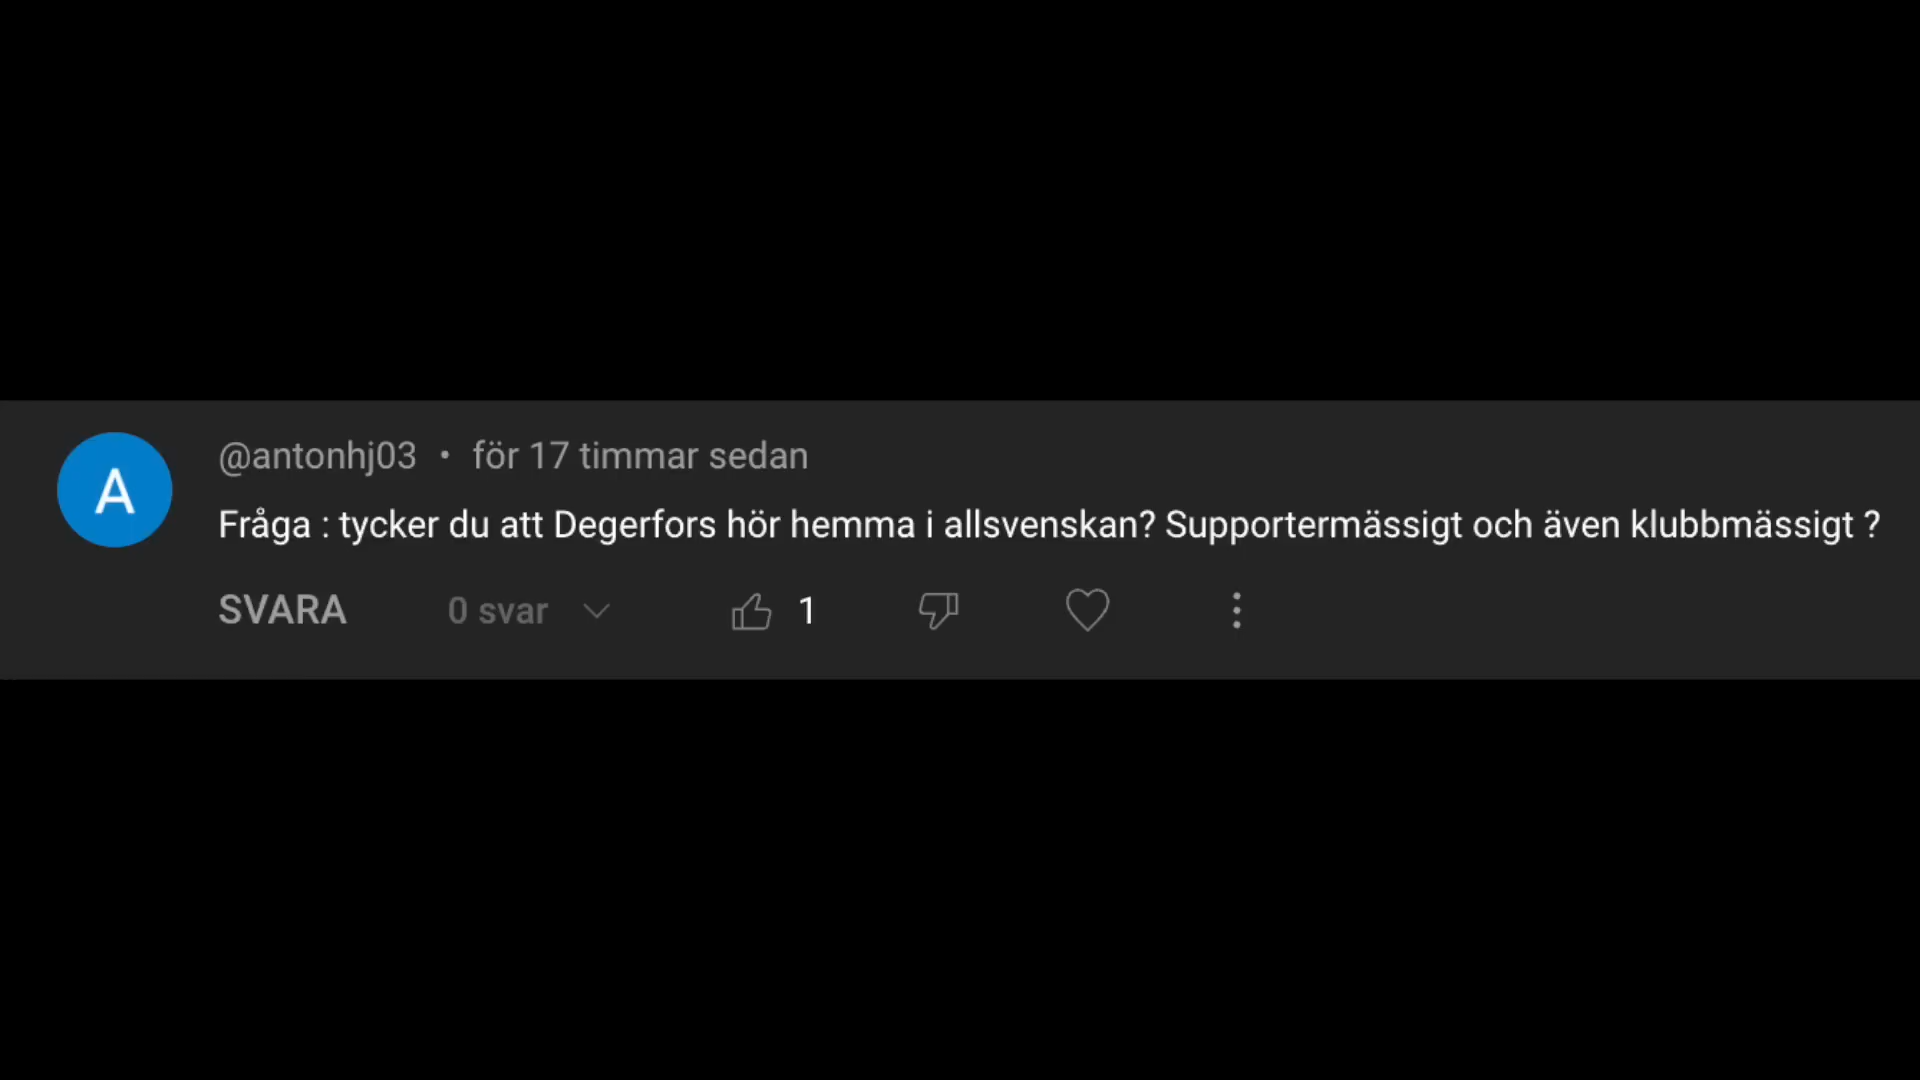 A
@antonhj03 • för 17 timmar sedan
Fråga : tycker du att Degerfors hör hemma i allsvenskan? Supportermässigt och även klubbmässigt ?
SVARA 0 svar 1